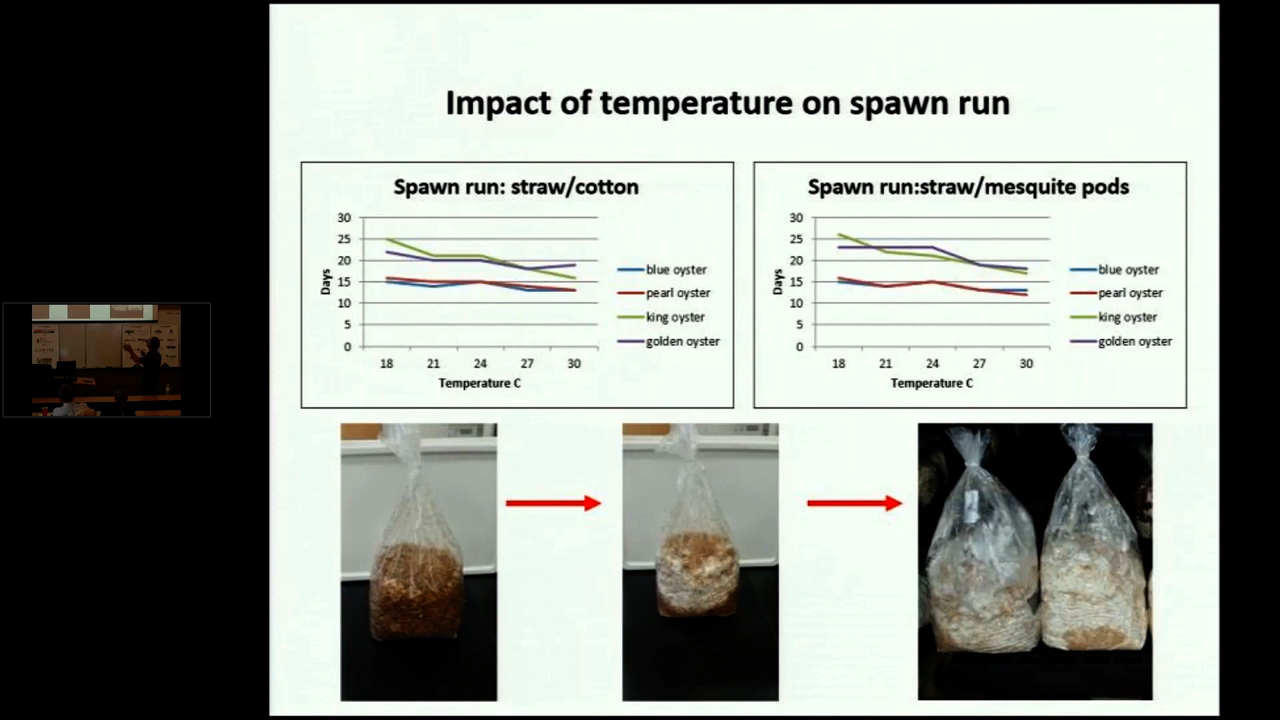 Impact of temperature on spawn run
Spawn run: straw/cotton
30
25
20
15
10
5
0
Days
18 21 24 27 30
Temperature C
blue oyster
pearl oyster
king oyster
golden oyster
Spawn run:straw/mesquite pods
30
25
20
15
10
5
0
Days
18 21 24 27 30
Temperature C
blue oyster
pearl oyster
king oyster
golden oyster